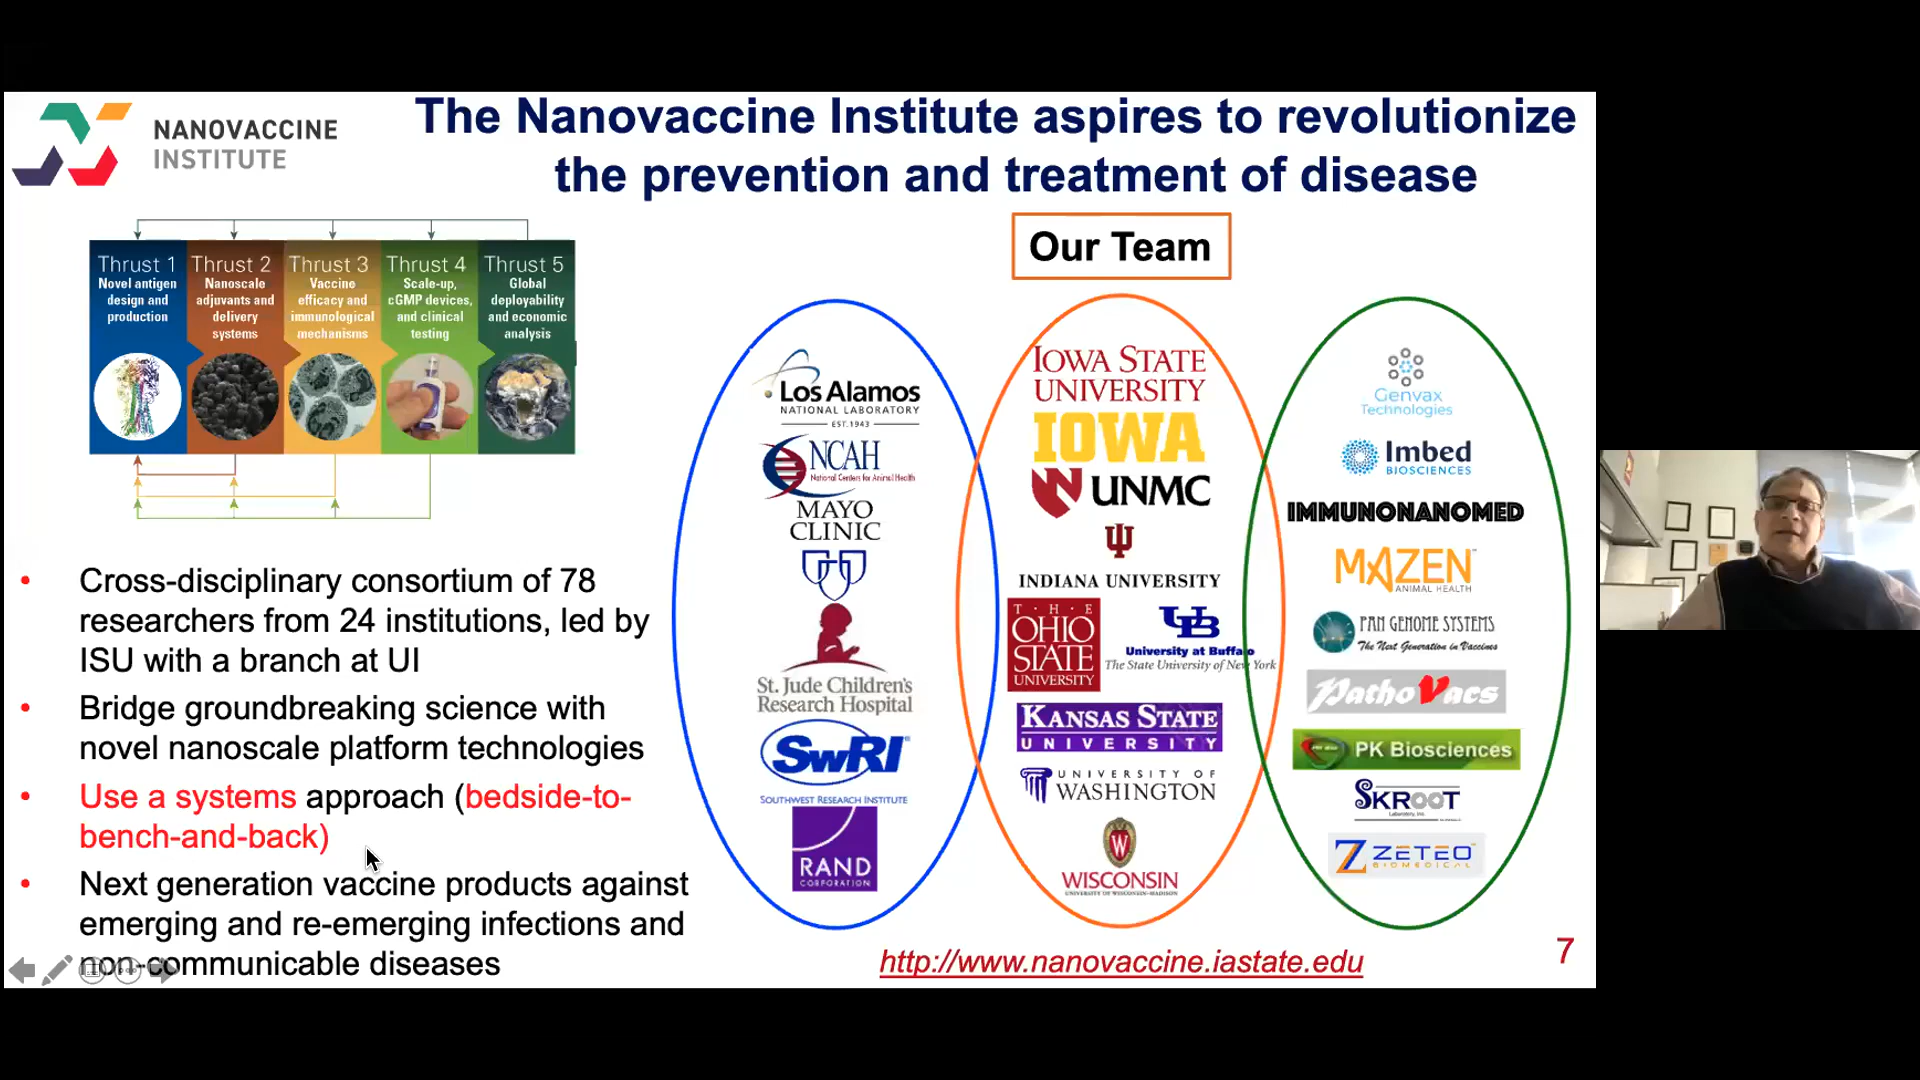 NANOVACCINE
INSTITUTE
The Nanovaccine Institute aspires to revolutionize
the prevention and treatment of disease
Thrust 1
Novel antigen
design and
production
Thrust 2
Nanoscale
adjuvants and
delivery
systems
Thrust 3
Vaccine
efficacy and
immunological
mechanisms
Thrust 4
Scale-up,
cGMP devices,
and clinical
testing
Thrust 5
Global
deployability
and economic
analysis
• Cross-disciplinary consortium of 78
researchers from 24 institutions, led by
ISU with a branch at UI
• Bridge groundbreaking science with
novel nanoscale platform technologies
• Use a systems approach (bedside-to-
bench-and-back)
• Next generation vaccine products against
emerging and re-emerging infections and
non-communicable diseases
Our Team
Los Alamos
NATIONAL LABORATORY
EST.1943
NCAH
National Centers for Animal Health
MAYO
CLINIC
St. Jude Children's
Research Hospital
SwRI
SOUTHWEST RESEARCH INSTITUTE
RAND
CORPORATION
IOWA STATE
UNIVERSITY
IOWA
N UNMC
INDIANA UNIVERSITY
T·H·E
OHIO
STATE
UNIVERSITY
UB
University at Buffalo
The State University of New York
KANSAS STATE
UNIVERSITY
UNIVERSITY OF
WASHINGTON
W
WISCONSIN
UNIVERSITY OF WISCONSIN-MADISON
Genvax
Technologies
Imbed
BIOSCIENCES
IMMUNONANOMED
MAZEN
ANIMAL HEALTH
PAN GENOME SYSTEMS
The Next Generation in Vaccines
PathoVacs
PK Biosciences
SKROOT
Laboratory, Inc.
ZETEO
BIOMEDICAL
http://www.nanovaccine.iastate.edu
7